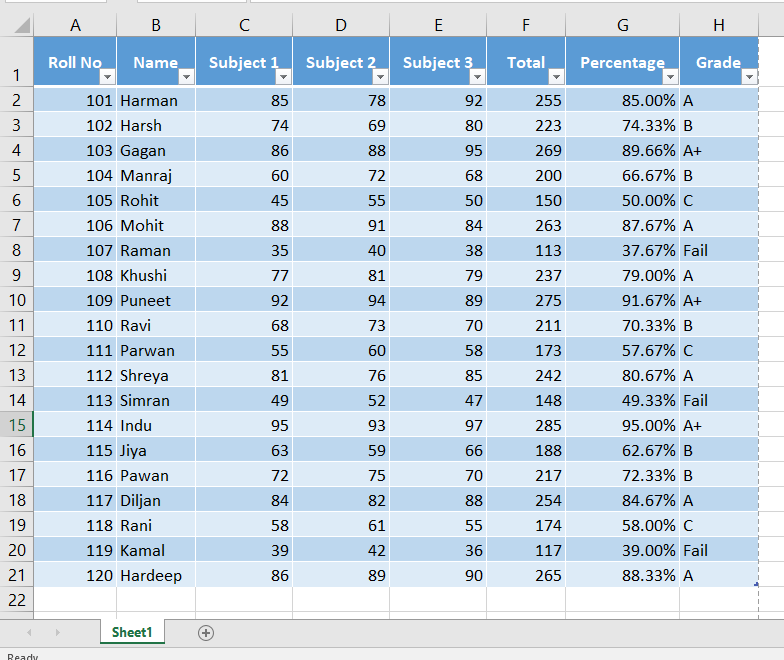 A B C D E F G H
1 Roll No Name Subject 1 Subject 2 Subject 3 Total Percentage Grade
2 101 Harman 85 78 92 255 85.00% A
3 102 Harsh 74 69 80 223 74.33% B
4 103 Gagan 86 88 95 269 89.66% A+
5 104 Manraj 60 72 68 200 66.67% B
6 105 Rohit 45 55 50 150 50.00% C
7 106 Mohit 88 91 84 263 87.67% A
8 107 Raman 35 40 38 113 37.67% Fail
9 108 Khushi 77 81 79 237 79.00% A
10 109 Puneet 92 94 89 275 91.67% A+
11 110 Ravi 68 73 70 211 70.33% B
12 111 Parwan 55 60 58 173 57.67% C
13 112 Shreya 81 76 85 242 80.67% A
14 113 Simran 49 52 47 148 49.33% Fail
15 114 Indu 95 93 97 285 95.00% A+
16 115 Jiya 63 59 66 188 62.67% B
17 116 Pawan 72 75 70 217 72.33% B
18 117 Diljan 84 82 88 254 84.67% A
19 118 Rani 58 61 55 174 58.00% C
20 119 Kamal 39 42 36 117 39.00% Fail
21 120 Hardeep 86 89 90 265 88.33% A
22
Sheet1
Ready